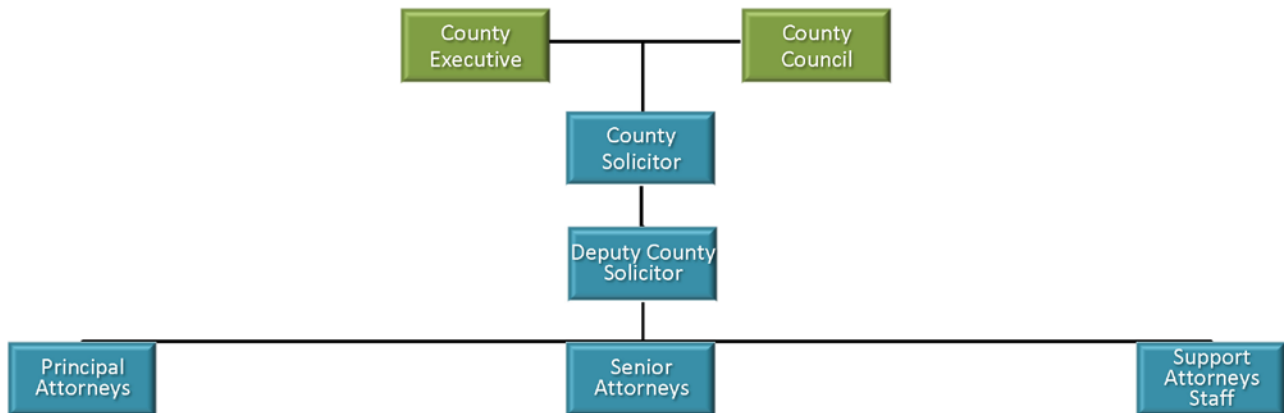 County
Executive
County
Council
County
Solicitor
Deputy County
Solicitor
Principal
Attorneys
Senior
Attorneys
Support
Attorneys
Staff